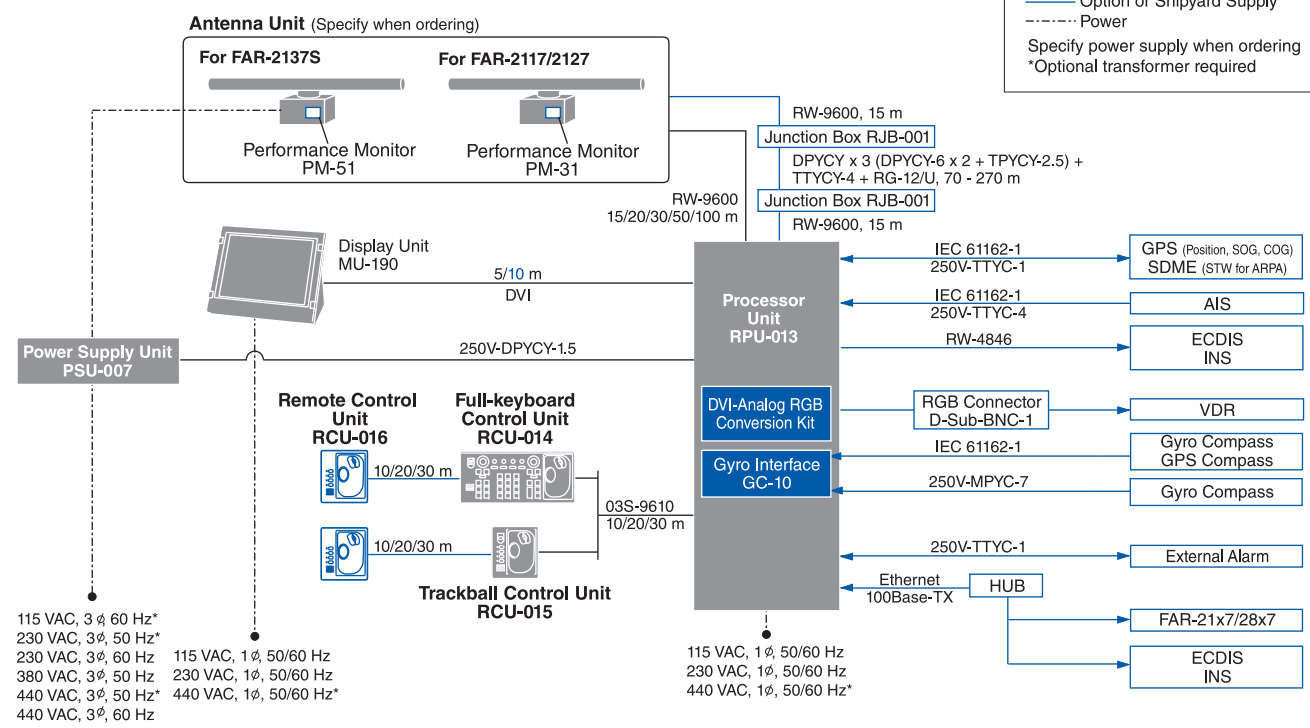 Option or Shipyard Supply
Power
Specify power supply when ordering
*Optional transformer required
Antenna Unit (Specify when ordering)
For FAR-2137S
For FAR-2117/2127
Performance Monitor
PM-51
Performance Monitor
PM-31
RW-9600, 15 m
Junction Box RJB-001
DPYCY x 3 (DPYCY-6 x 2 + TPYCY-2.5) +
TTYCY-4 + RG-12/U, 70 - 270 m
Junction Box RJB-001
RW-9600, 15 m
RW-9600
15/20/30/50/100 m
Display Unit
MU-190
5/10 m
DVI
Power Supply Unit
PSU-007
250V-DPYCY-1.5
Processor
Unit
RPU-013
DVI-Analog RGB
Conversion Kit
Gyro Interface
GC-10
Remote Control
Unit
RCU-016
Full-keyboard
Control Unit
RCU-014
10/20/30 m
10/20/30 m
Trackball Control Unit
RCU-015
03S-9610
10/20/30 m
IEC 61162-1
250V-TTYC-1
GPS (Position, SOG, COG)
SDME (STW for ARPA)
IEC 61162-1
250V-TTYC-4
AIS
RW-4846
ECDIS
INS
RGB Connector
D-Sub-BNC-1
VDR
IEC 61162-1
Gyro Compass
GPS Compass
250V-MPYC-7
Gyro Compass
250V-TTYC-1
External Alarm
Ethernet
100Base-TX
HUB
FAR-21x7/28x7
ECDIS
INS
115 VAC, 3 ϕ 60 Hz*
230 VAC, 3ϕ, 50 Hz*
230 VAC, 3ϕ, 60 Hz
380 VAC, 3ϕ, 50 Hz
440 VAC, 3ϕ, 50 Hz*
440 VAC, 3ϕ, 60 Hz
115 VAC, 1ϕ, 50/60 Hz
230 VAC, 1ϕ, 50/60 Hz
440 VAC, 1ϕ, 50/60 Hz*
115 VAC, 1ϕ, 50/60 Hz
230 VAC, 1ϕ, 50/60 Hz
440 VAC, 1ϕ, 50/60 Hz*